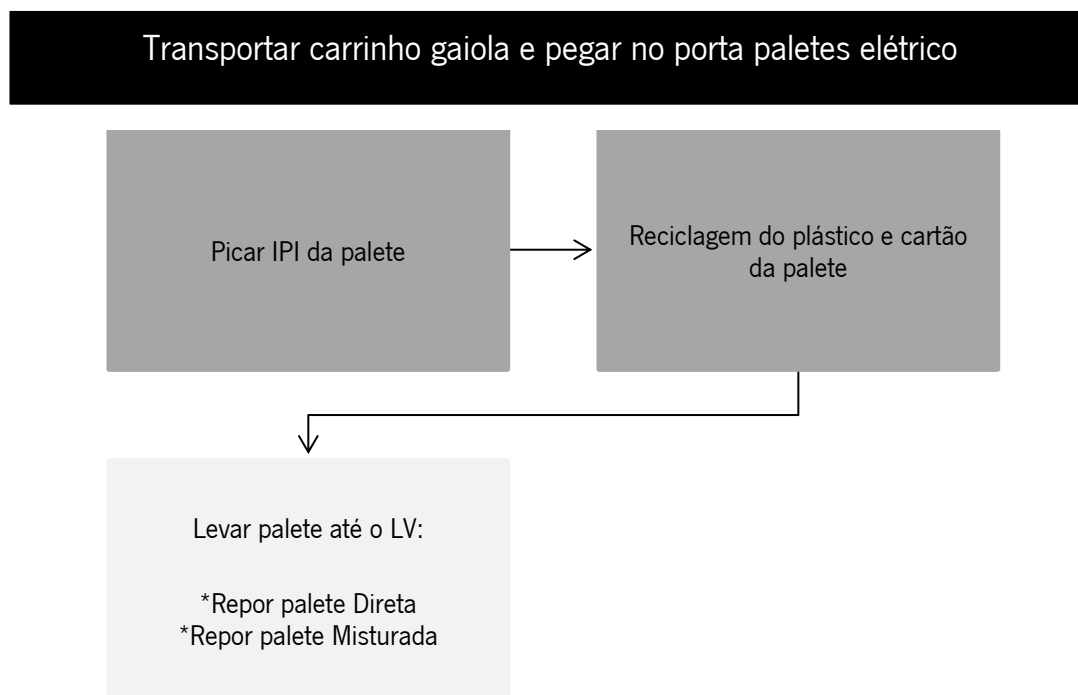 Transportar carrinho gaiola e pegar no porta paletes elétrico
Picar IPI da palete
Reciclagem do plástico e cartão
da palete
Levar palete até o LV:
*Repor palete Direta
*Repor palete Misturada